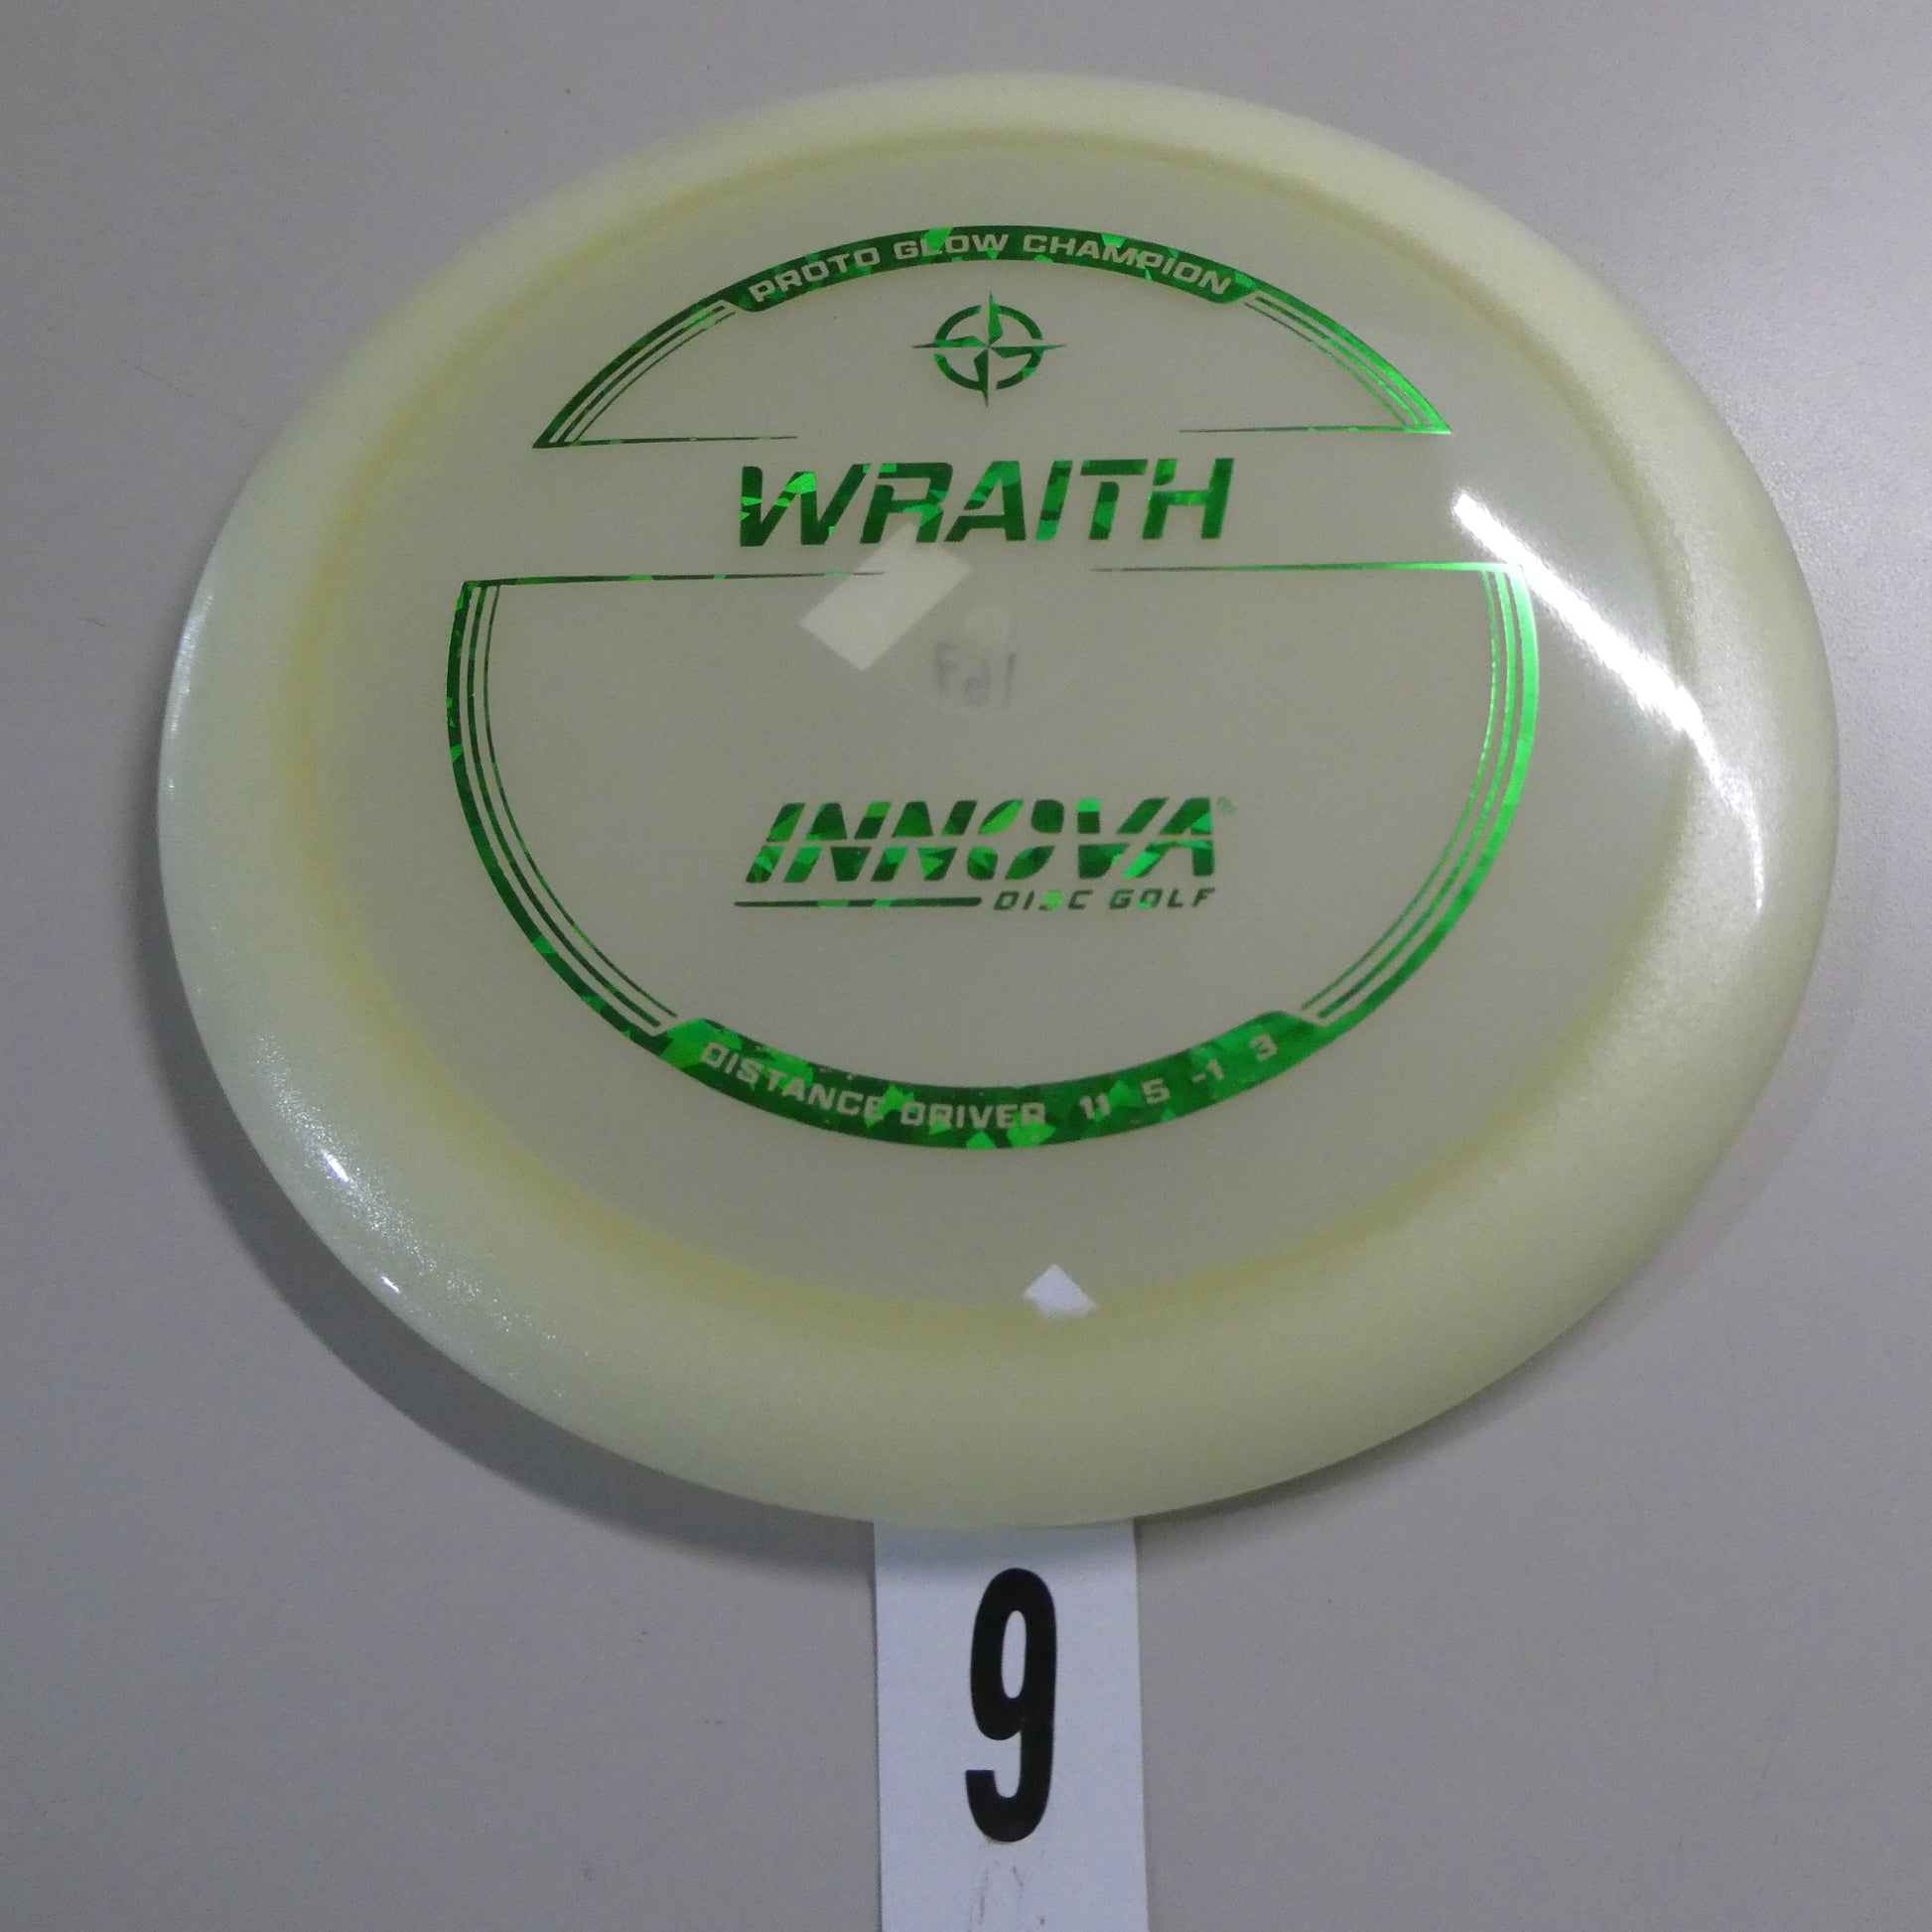 PROTO GLOW CHAMPION
WRAITH
INNOVA®
DISC GOLF
DISTANCE DRIVER 11 5 -1 3
9